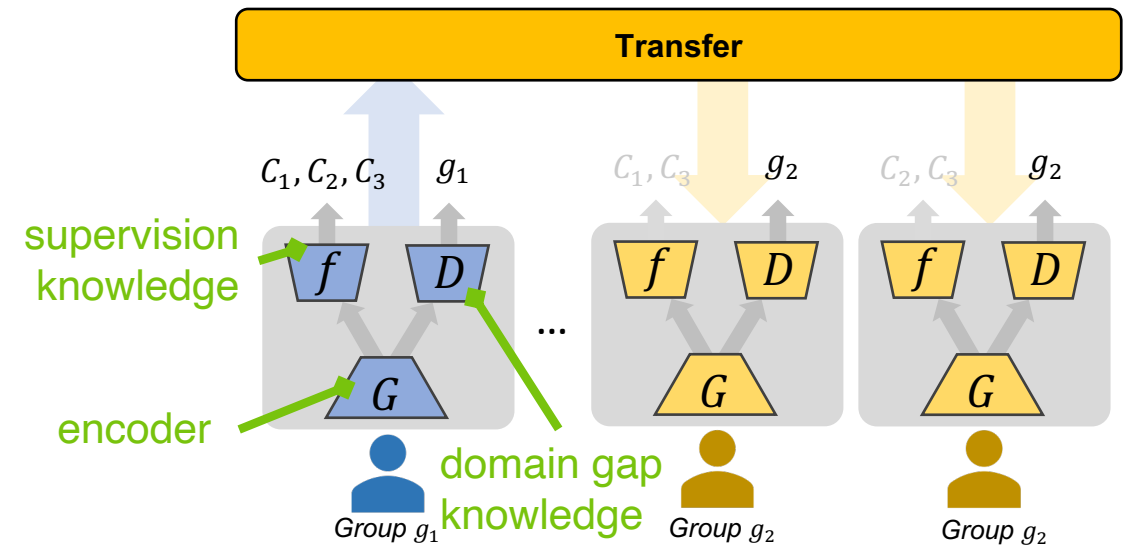 Transfer
C₁, C₂, C₃ g₁ C₁, C₃ g₂ C₂, C₃ g₂
supervision
knowledge
f D ... f D f D
G G G
encoder
domain gap
knowledge
Group g₁ Group g₂ Group g₂